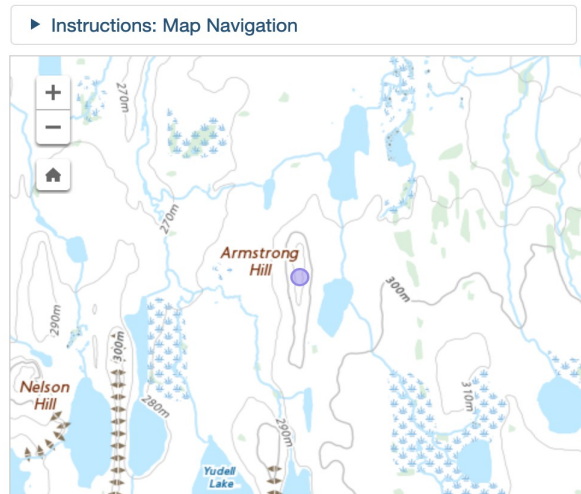 Instructions: Map Navigation
270m
270m
Armstrong
Hill
300m
290m
300m
Nelson
Hill
280m
310m
290m
Yudell
Lake